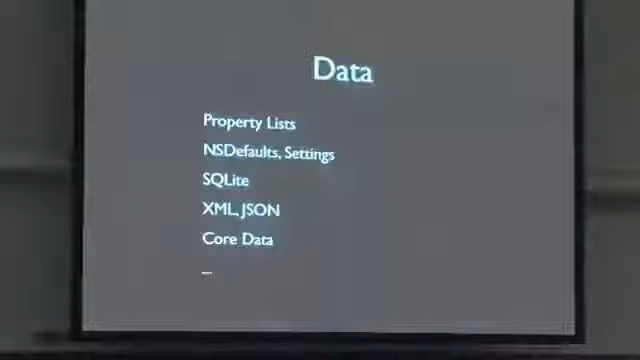 Data
Property Lists
NSDefaults, Settings
SQLite
XML, JSON
Core Data
...